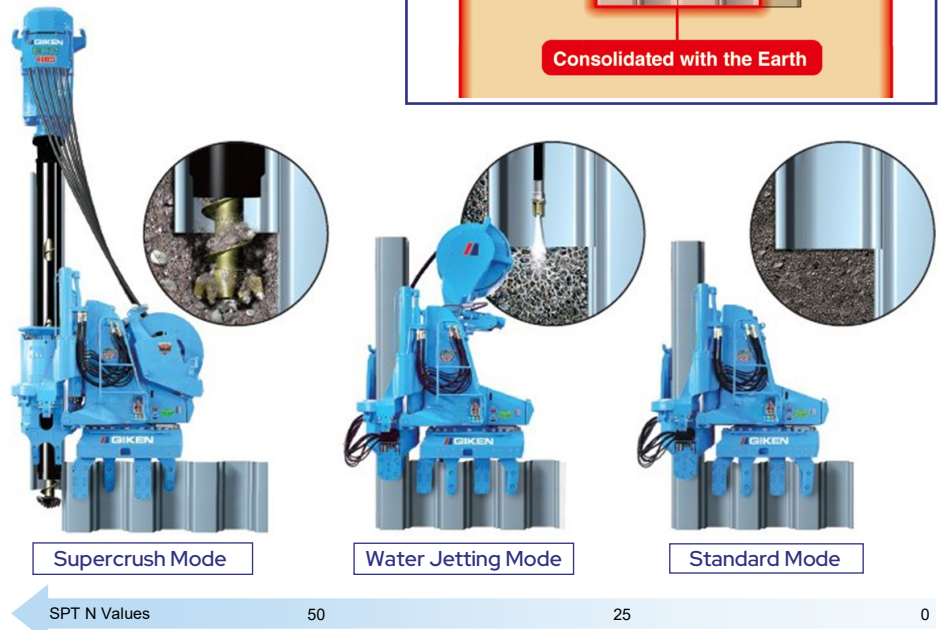 Consolidated with the Earth
GIKEN
GIKEN
GIKEN
GIKEN
Supercrush Mode
Water Jetting Mode
Standard Mode
SPT N Values 50 25 0